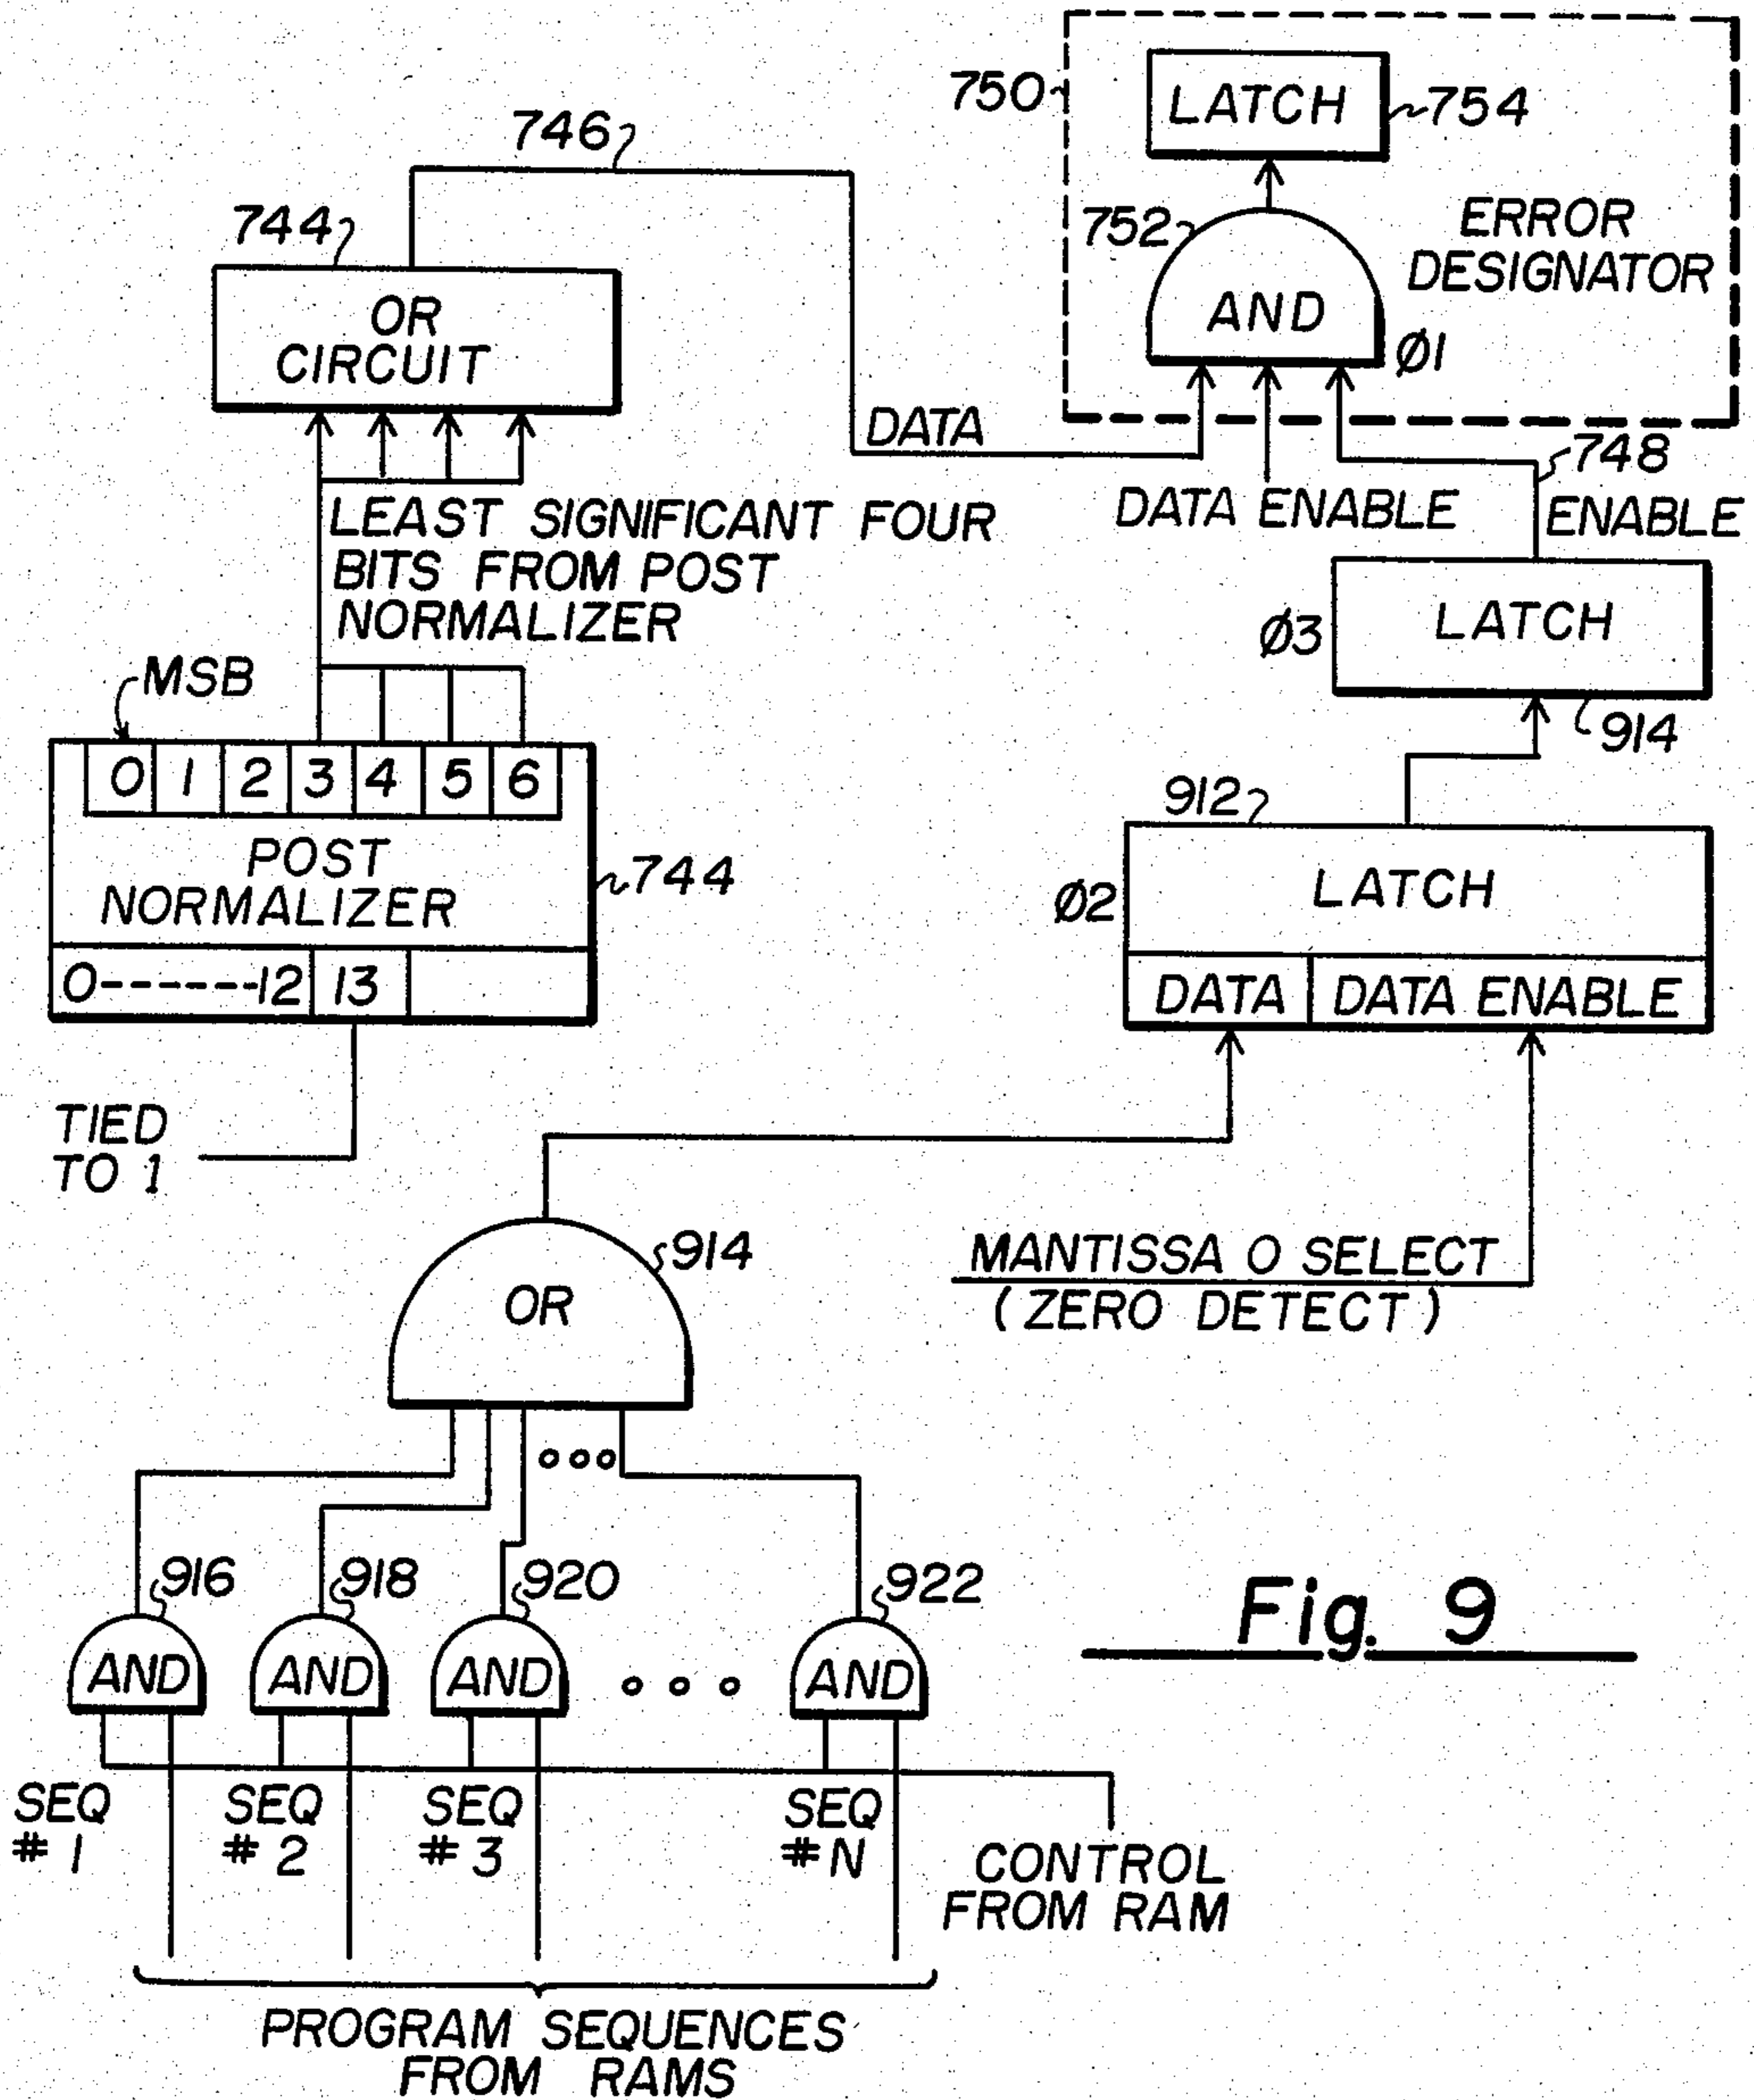 750
LATCH
754
746
744
752
ERROR
DESIGNATOR
OR
CIRCUIT
AND
Ø1
DATA
748
DATA ENABLE
ENABLE
LEAST SIGNIFICANT FOUR
BITS FROM POST
NORMALIZER
LATCH
Ø3
MSB
914
0 1 2 3 4 5 6
912
POST
NORMALIZER
744
LATCH
Ø2
0------12 13
DATA DATA ENABLE
TIED
TO 1
914
OR
MANTISSA 0 SELECT
(ZERO DETECT)
916 918 920 922
AND AND AND AND
Fig. 9
SEQ
# 1
SEQ
# 2
SEQ
# 3
SEQ
# N
CONTROL
FROM RAM
PROGRAM SEQUENCES
FROM RAMS